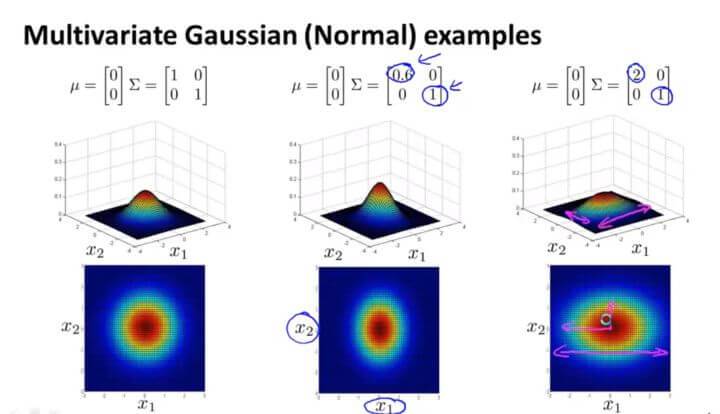 Multivariate Gaussian (Normal) examples
μ = [0 0] Σ = [1 0 0 1]
μ = [0 0] Σ = [0.6 0 0 1]
μ = [0 0] Σ = [2 0 0 1]
x2 x1
x2 x1
x2 x1
x2
x1
x2
x1
x2
x1